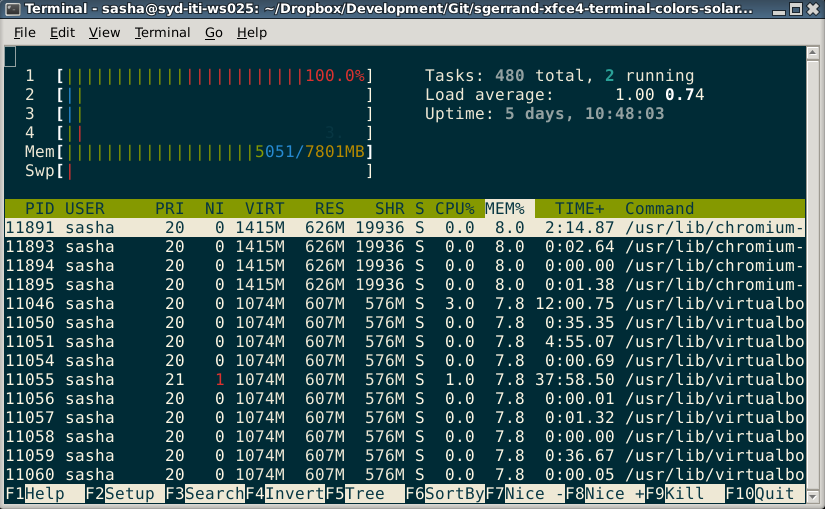 Terminal - sasha@syd-iti-ws025: ~/Dropbox/Development/Git/sgerrand-xfce4-terminal-colors-solar...
File Edit View Terminal Go Help
1 [||||||||||||||||||||||||100.0%] Tasks: 480 total, 2 running
2 [|| ] Load average: 1.00 0.74
3 [|| ] Uptime: 5 days, 10:48:03
4 [|| 3. ]
Mem[|||||||||||||||||||5051/7801MB]
Swp[| ]
PID USER PRI NI VIRT RES SHR S CPU% MEM% TIME+ Command
11891 sasha 20 0 1415M 626M 19936 S 0.0 8.0 2:14.87 /usr/lib/chromium-
11893 sasha 20 0 1415M 626M 19936 S 0.0 8.0 0:02.64 /usr/lib/chromium-
11894 sasha 20 0 1415M 626M 19936 S 0.0 8.0 0:00.00 /usr/lib/chromium-
11895 sasha 20 0 1415M 626M 19936 S 0.0 8.0 0:01.38 /usr/lib/chromium-
11046 sasha 20 0 1074M 607M 576M S 3.0 7.8 12:00.75 /usr/lib/virtualbo
11050 sasha 20 0 1074M 607M 576M S 0.0 7.8 0:35.35 /usr/lib/virtualbo
11051 sasha 20 0 1074M 607M 576M S 0.0 7.8 4:55.07 /usr/lib/virtualbo
11054 sasha 20 0 1074M 607M 576M S 0.0 7.8 0:00.69 /usr/lib/virtualbo
11055 sasha 21 1 1074M 607M 576M S 1.0 7.8 37:58.50 /usr/lib/virtualbo
11056 sasha 20 0 1074M 607M 576M S 0.0 7.8 0:00.01 /usr/lib/virtualbo
11057 sasha 20 0 1074M 607M 576M S 0.0 7.8 0:01.32 /usr/lib/virtualbo
11058 sasha 20 0 1074M 607M 576M S 0.0 7.8 0:00.00 /usr/lib/virtualbo
11059 sasha 20 0 1074M 607M 576M S 0.0 7.8 0:36.67 /usr/lib/virtualbo
11060 sasha 20 0 1074M 607M 576M S 0.0 7.8 0:00.05 /usr/lib/virtualbo
F1Help F2Setup F3SearchF4InvertF5Tree F6SortByF7Nice -F8Nice +F9Kill F10Quit